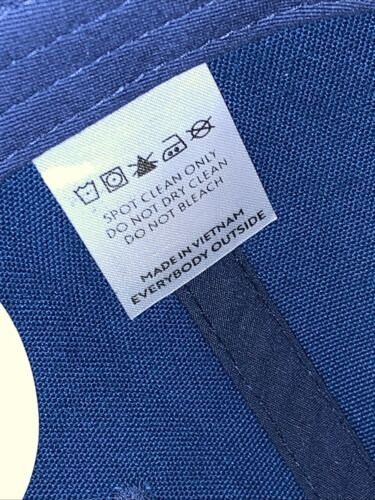 SPOT CLEAN ONLY
DO NOT DRY CLEAN
DO NOT BLEACH
MADE IN VIETNAM
EVERYBODY OUTSIDE